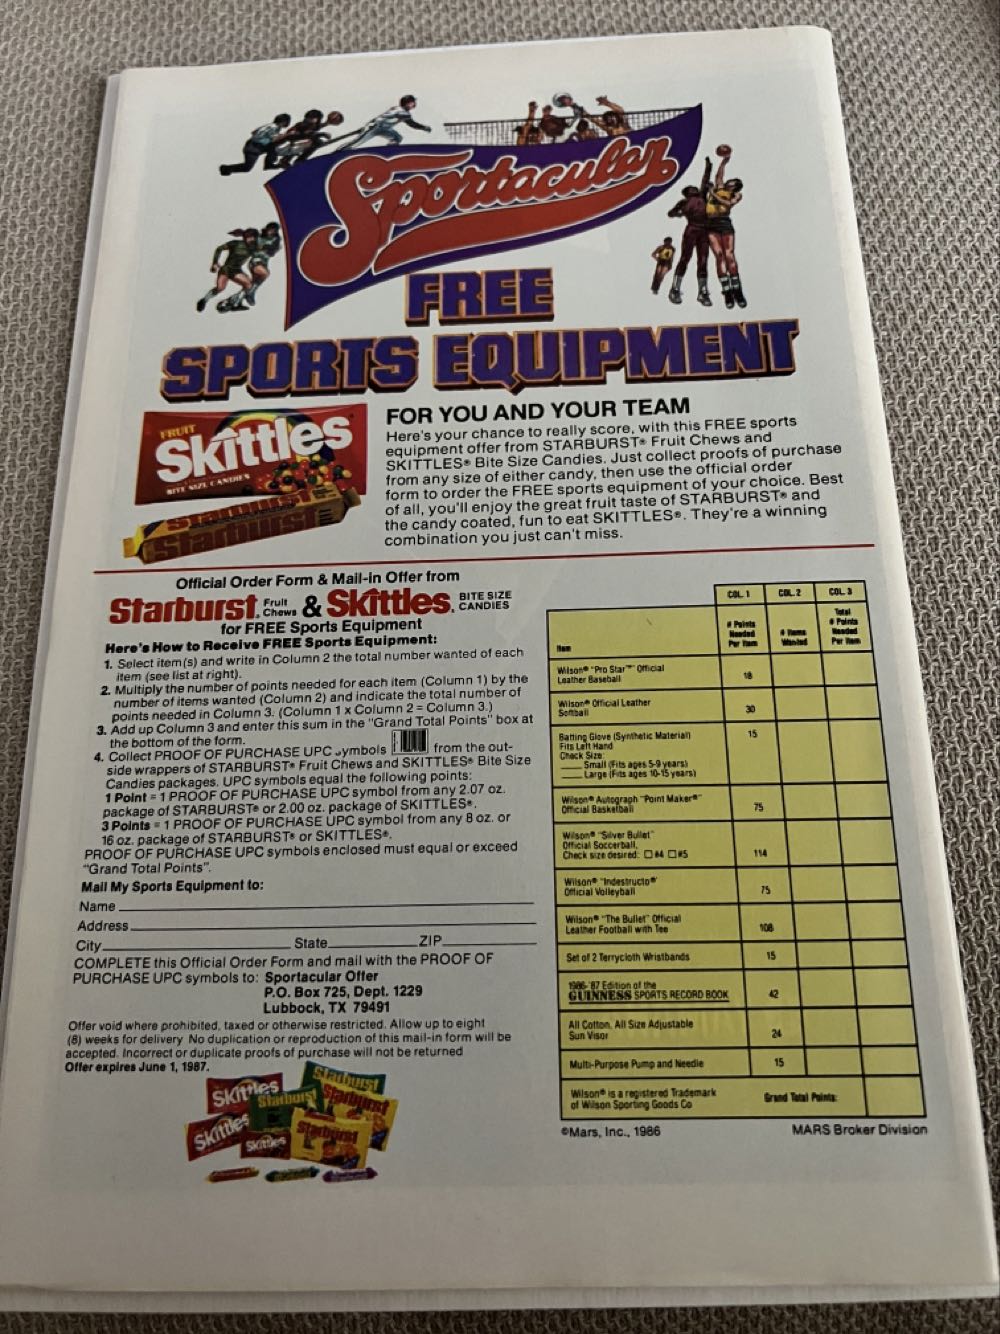 Sportacular
FREE
SPORTS EQUIPMENT
FRUIT
Skittles
BITE SIZE CANDIES
Starburst
Starburst
FOR YOU AND YOUR TEAM
Here's your chance to really score, with this FREE sports
equipment offer from STARBURST® Fruit Chews and
SKITTLES® Bite Size Candies. Just collect proofs of purchase
from any size of either candy, then use the official order
form to order the FREE sports equipment of your choice. Best
of all, you'll enjoy the great fruit taste of STARBURST® and
the candy coated, fun to eat SKITTLES®. They're a winning
combination you just can't miss.
Official Order Form & Mail-in Offer from
Starburst® Fruit Chews & Skittles® BITE SIZE CANDIES
for FREE Sports Equipment
Here's How to Receive FREE Sports Equipment:
1. Select item(s) and write in Column 2 the total number wanted of each
item (see list at right).
2. Multiply the number of points needed for each item (Column 1) by the
number of items wanted (Column 2) and indicate the total number of
points needed in Column 3. (Column 1 x Column 2 = Column 3.)
3. Add up Column 3 and enter this sum in the "Grand Total Points" box at
the bottom of the form.
4. Collect PROOF OF PURCHASE UPC symbols from the out-
side wrappers of STARBURST® Fruit Chews and SKITTLES® Bite Size
Candies packages. UPC symbols equal the following points:
1 Point = 1 PROOF OF PURCHASE UPC symbol from any 2.07 oz.
package of STARBURST® or 2.00 oz. package of SKITTLES®.
3 Points = 1 PROOF OF PURCHASE UPC symbol from any 8 oz. or
16 oz. package of STARBURST® or SKITTLES®.
PROOF OF PURCHASE UPC symbols enclosed must equal or exceed
"Grand Total Points".
Mail My Sports Equipment to:
Name
Address
City State ZIP
COMPLETE this Official Order Form and mail with the PROOF OF
PURCHASE UPC symbols to: Sportacular Offer
P.O. Box 725, Dept. 1229
Lubbock, TX 79491
Offer void where prohibited, taxed or otherwise restricted. Allow up to eight
(8) weeks for delivery No duplication or reproduction of this mail-in form will be
accepted. Incorrect or duplicate proofs of purchase will not be returned
Offer expires June 1, 1987.
Skittles
Starburst
Starburst
Starburst
Skittles
Skittles
Starburst
COL. 1 COL. 2 COL. 3
Item
# Points
Needed
Per Item
# Items
Wanted
Total
# Points
Needed
Per Item
Wilson® "Pro Star™" Official
Leather Baseball 18
Wilson® Official Leather
Softball 30
Batting Glove (Synthetic Material) 15
Fits Left Hand
Check Size:
Small (Fits ages 5-9 years)
Large (Fits ages 10-15 years)
Wilson® Autograph "Point Maker®"
Official Basketball 75
Wilson® "Silver Bullet"
Official Soccerball,
Check size desired: ☐ #4 ☐ #5 114
Wilson® "Indestructo®"
Official Volleyball 75
Wilson® "The Bullet" Official
Leather Football with Tee 108
Set of 2 Terrycloth Wristbands 15
1986-'87 Edition of the
GUINNESS SPORTS RECORD BOOK 42
All Cotton, All Size Adjustable
Sun Visor 24
Multi-Purpose Pump and Needle 15
Wilson® is a registered Trademark
of Wilson Sporting Goods Co
Grand Total Points:
©Mars, Inc., 1986
MARS Broker Division